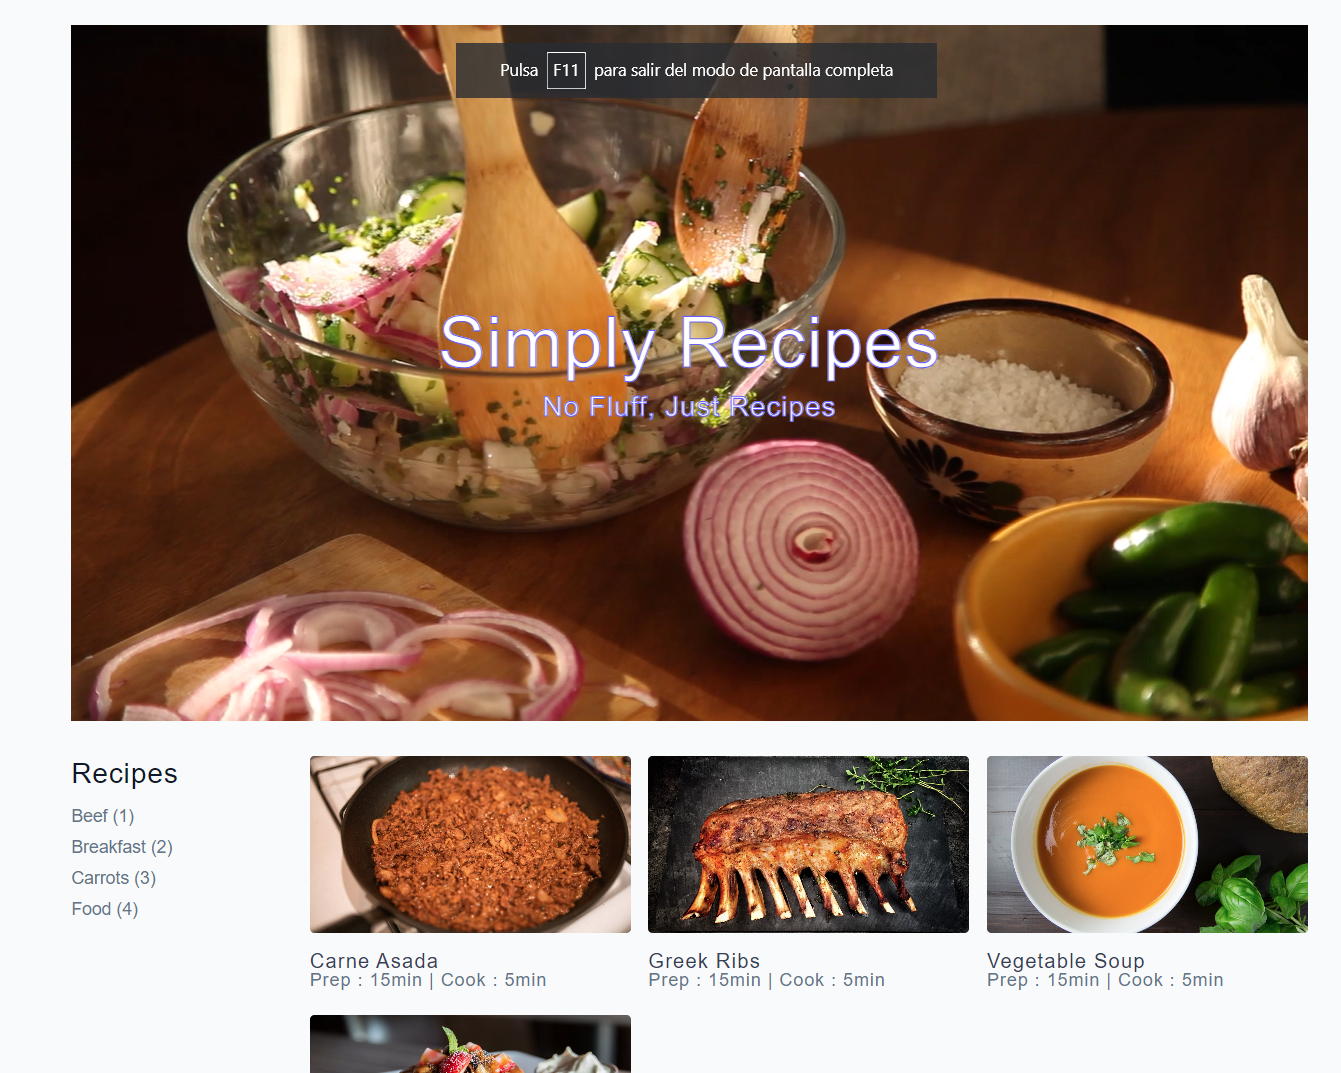 Pulsa F11 para salir del modo de pantalla completa
Simply Recipes
No Fluff, Just Recipes
Recipes
Beef (1)
Breakfast (2)
Carrots (3)
Food (4)
Carne Asada
Prep : 15min | Cook : 5min
Greek Ribs
Prep : 15min | Cook : 5min
Vegetable Soup
Prep : 15min | Cook : 5min